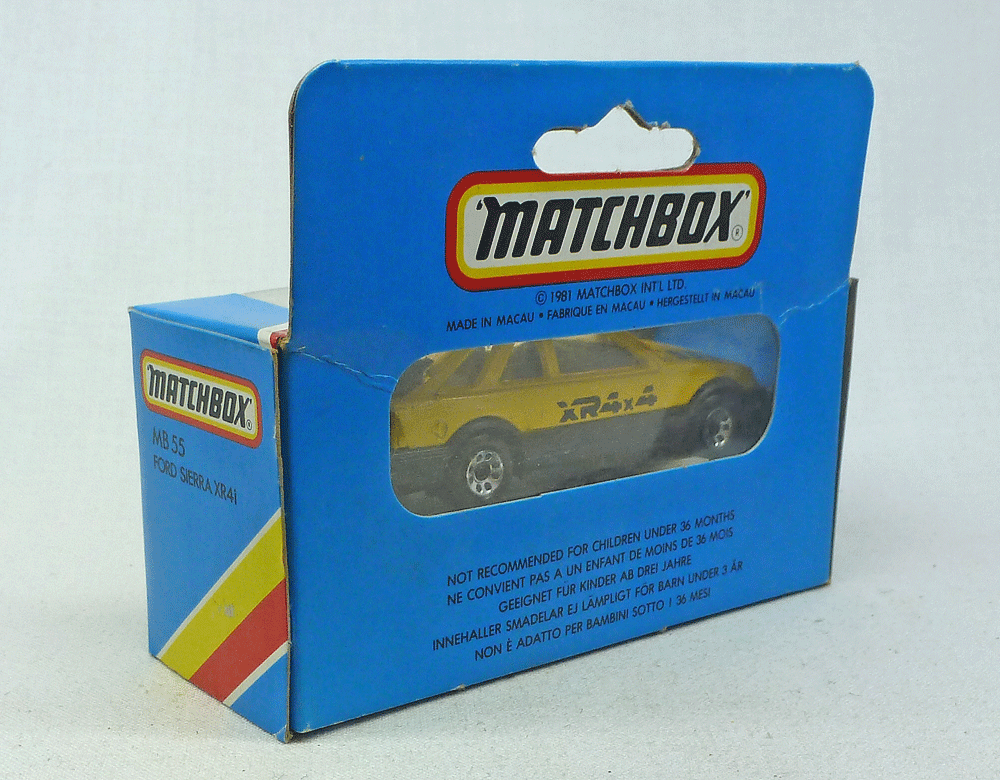 'MATCHBOX' ®
© 1981 MATCHBOX INT'L LTD.
MADE IN MACAU ▪ FABRIQUE EN MACAU ▪ HERGESTELLT IN MACAU
XR4x4
NOT RECOMMENDED FOR CHILDREN UNDER 36 MONTHS
NE CONVIENT PAS A UN ENFANT DE MOINS DE 36 MOIS
GEEIGNET FÜR KINDER AB DREI JAHRE
INNEHALLER SMADELAR EJ LÄMPLIGT FÖR BARN UNDER 3 ÅR
NON È ADATTO PER BAMBINI SOTTO I 36 MESI
'MATCHBOX' ®
MB 55
FORD SIERRA XR4i